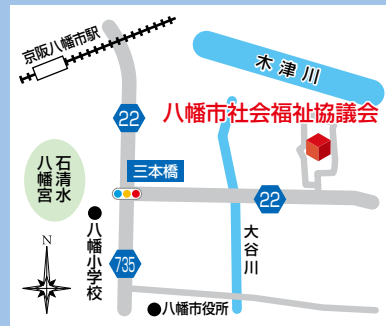 京阪八幡市駅
木津川
22
八幡市社会福祉協議会
三本橋
石清水
八幡宮
22
八幡小学校
大谷川
N
735
八幡市役所